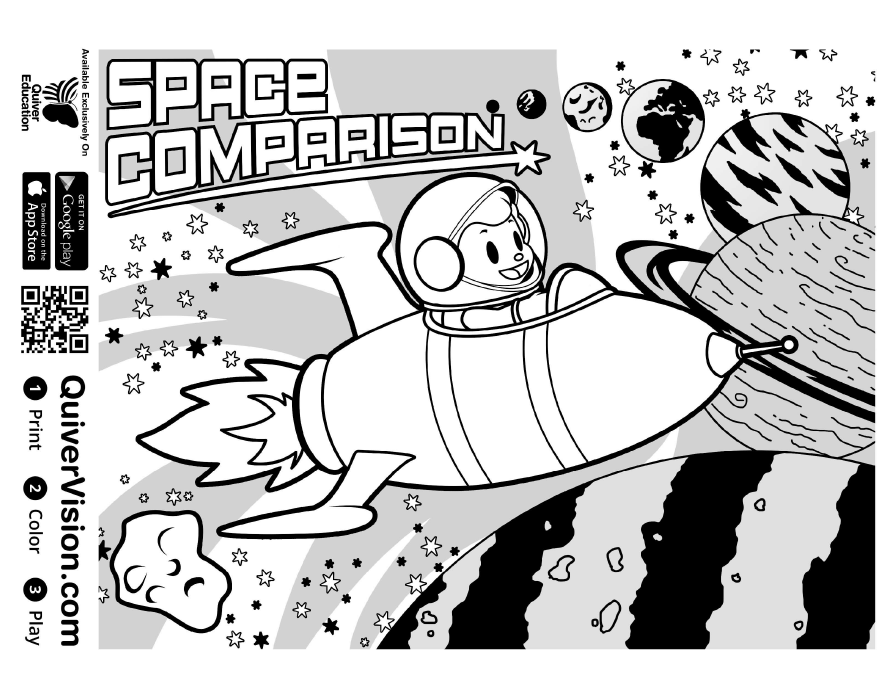 SPACE
COMPARISON
Available Exclusively On
Quiver
Education
GET IT ON
Google play
Download on the
App Store
QuiverVision.com
1 Print 2 Color 3 Play